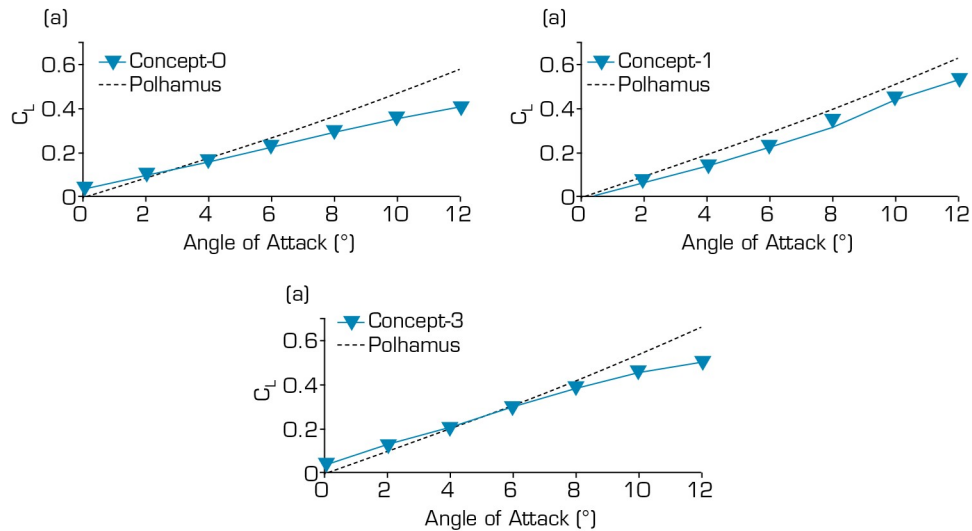 (a)
0.6
0.4
0.2
0
C_L
Concept-0
Polhamus
0 2 4 6 8 10 12
Angle of Attack (°)
(a)
0.6
0.4
0.2
0
C_L
Concept-1
Polhamus
0 2 4 6 8 10 12
Angle of Attack (°)
(a)
0.6
0.4
0.2
0
C_L
Concept-3
Polhamus
0 2 4 6 8 10 12
Angle of Attack (°)